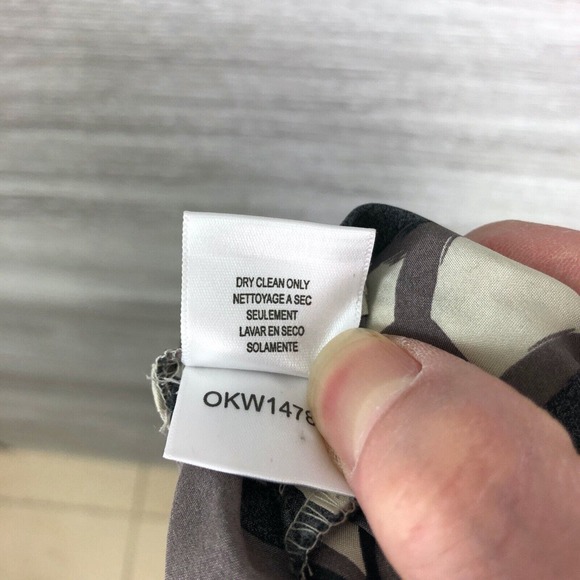 DRY CLEAN ONLY
NETTOYAGE A SEC
SEULEMENT
LAVAR EN SECO
SOLAMENTE
OKW1478